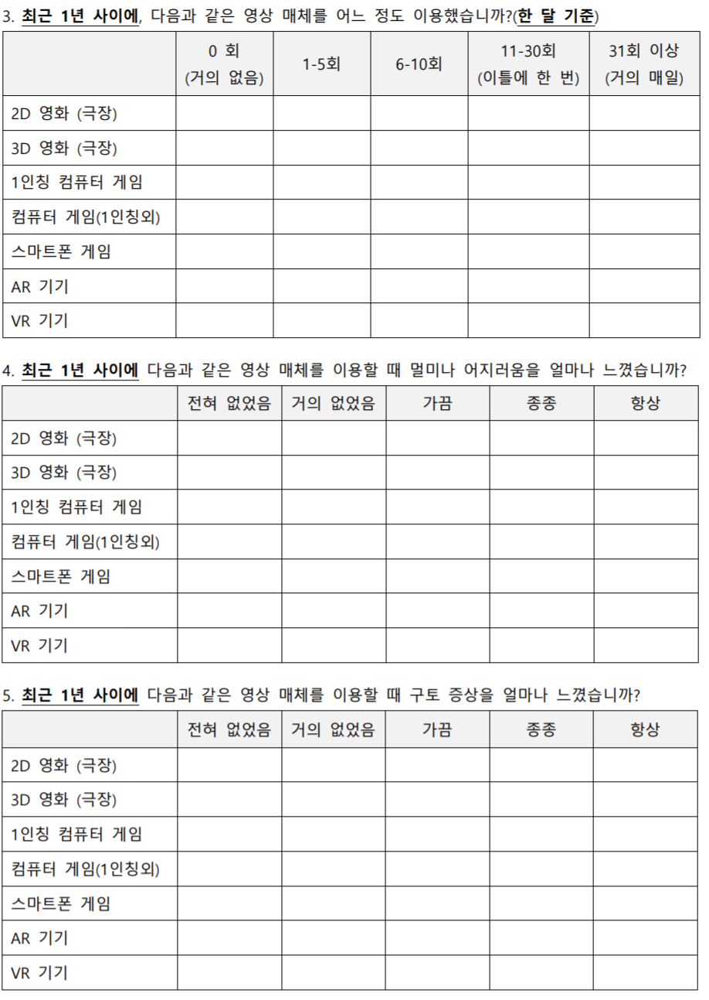 3. 최근 1년 사이에, 다음과 같은 영상 매체를 어느 정도 이용했습니까?(한 달 기준)
0 회 (거의 없음) 1-5회 6-10회 11-30회 (이틀에 한 번) 31회 이상 (거의 매일)
2D 영화 (극장)
3D 영화 (극장)
1인칭 컴퓨터 게임
컴퓨터 게임(1인칭외)
스마트폰 게임
AR 기기
VR 기기
4. 최근 1년 사이에 다음과 같은 영상 매체를 이용할 때 멀미나 어지러움을 얼마나 느꼈습니까?
전혀 없었음 거의 없었음 가끔 종종 항상
2D 영화 (극장)
3D 영화 (극장)
1인칭 컴퓨터 게임
컴퓨터 게임(1인칭외)
스마트폰 게임
AR 기기
VR 기기
5. 최근 1년 사이에 다음과 같은 영상 매체를 이용할 때 구토 증상을 얼마나 느꼈습니까?
전혀 없었음 거의 없었음 가끔 종종 항상
2D 영화 (극장)
3D 영화 (극장)
1인칭 컴퓨터 게임
컴퓨터 게임(1인칭외)
스마트폰 게임
AR 기기
VR 기기